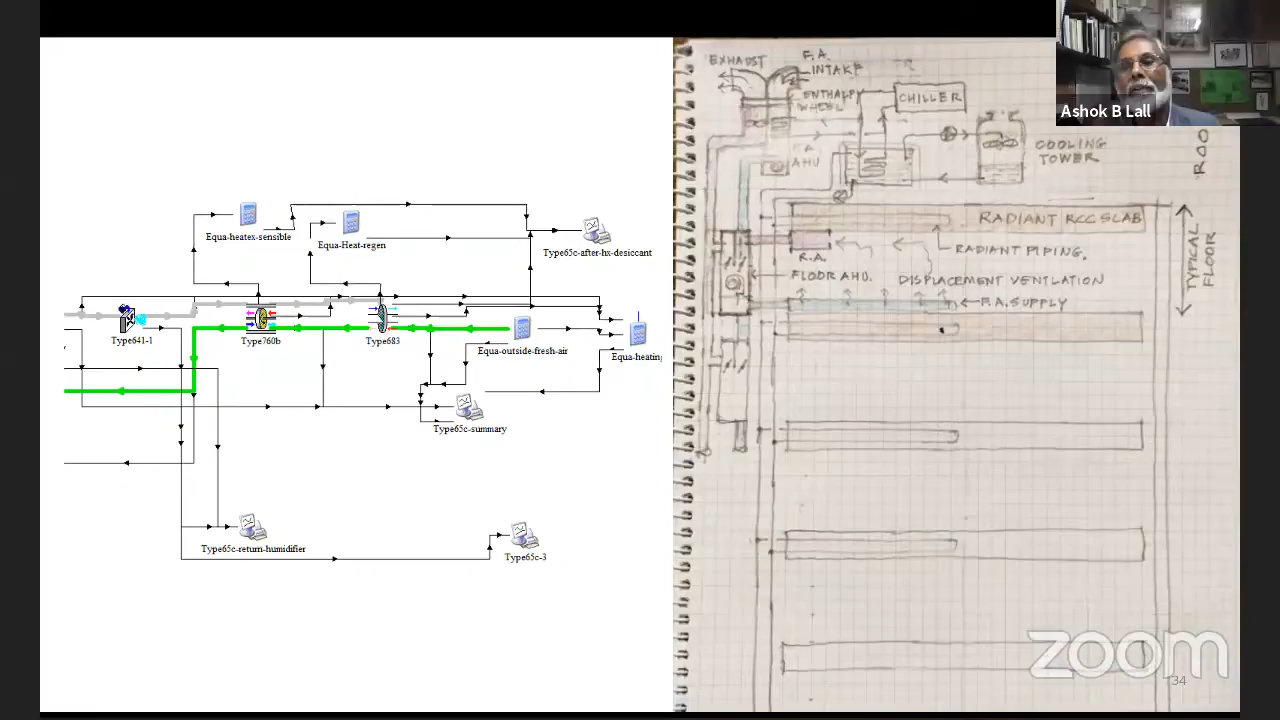 Equa-heatex-sensible
Equa-Heat-regen
Type65c-after-hx-desiccant
Type641-1
Type760b
Type683
Equa-outside-fresh-air
Equa-heating
Type65c-summary
Type65c-return-humidifier
Type65c-3
EXHAUST
F.A.
INTAKE
ENTHALPY
WHEEL
CHILLER
F.A
AHU
COOLING
TOWER
ROO
RADIANT RCC SLAB
RADIANT PIPING.
R.A.
FLOOR AHU.
DISPLACEMENT VENTILATION
F.A. SUPPLY
TYPICAL
FLOOR
Ashok B Lall
zoom
34